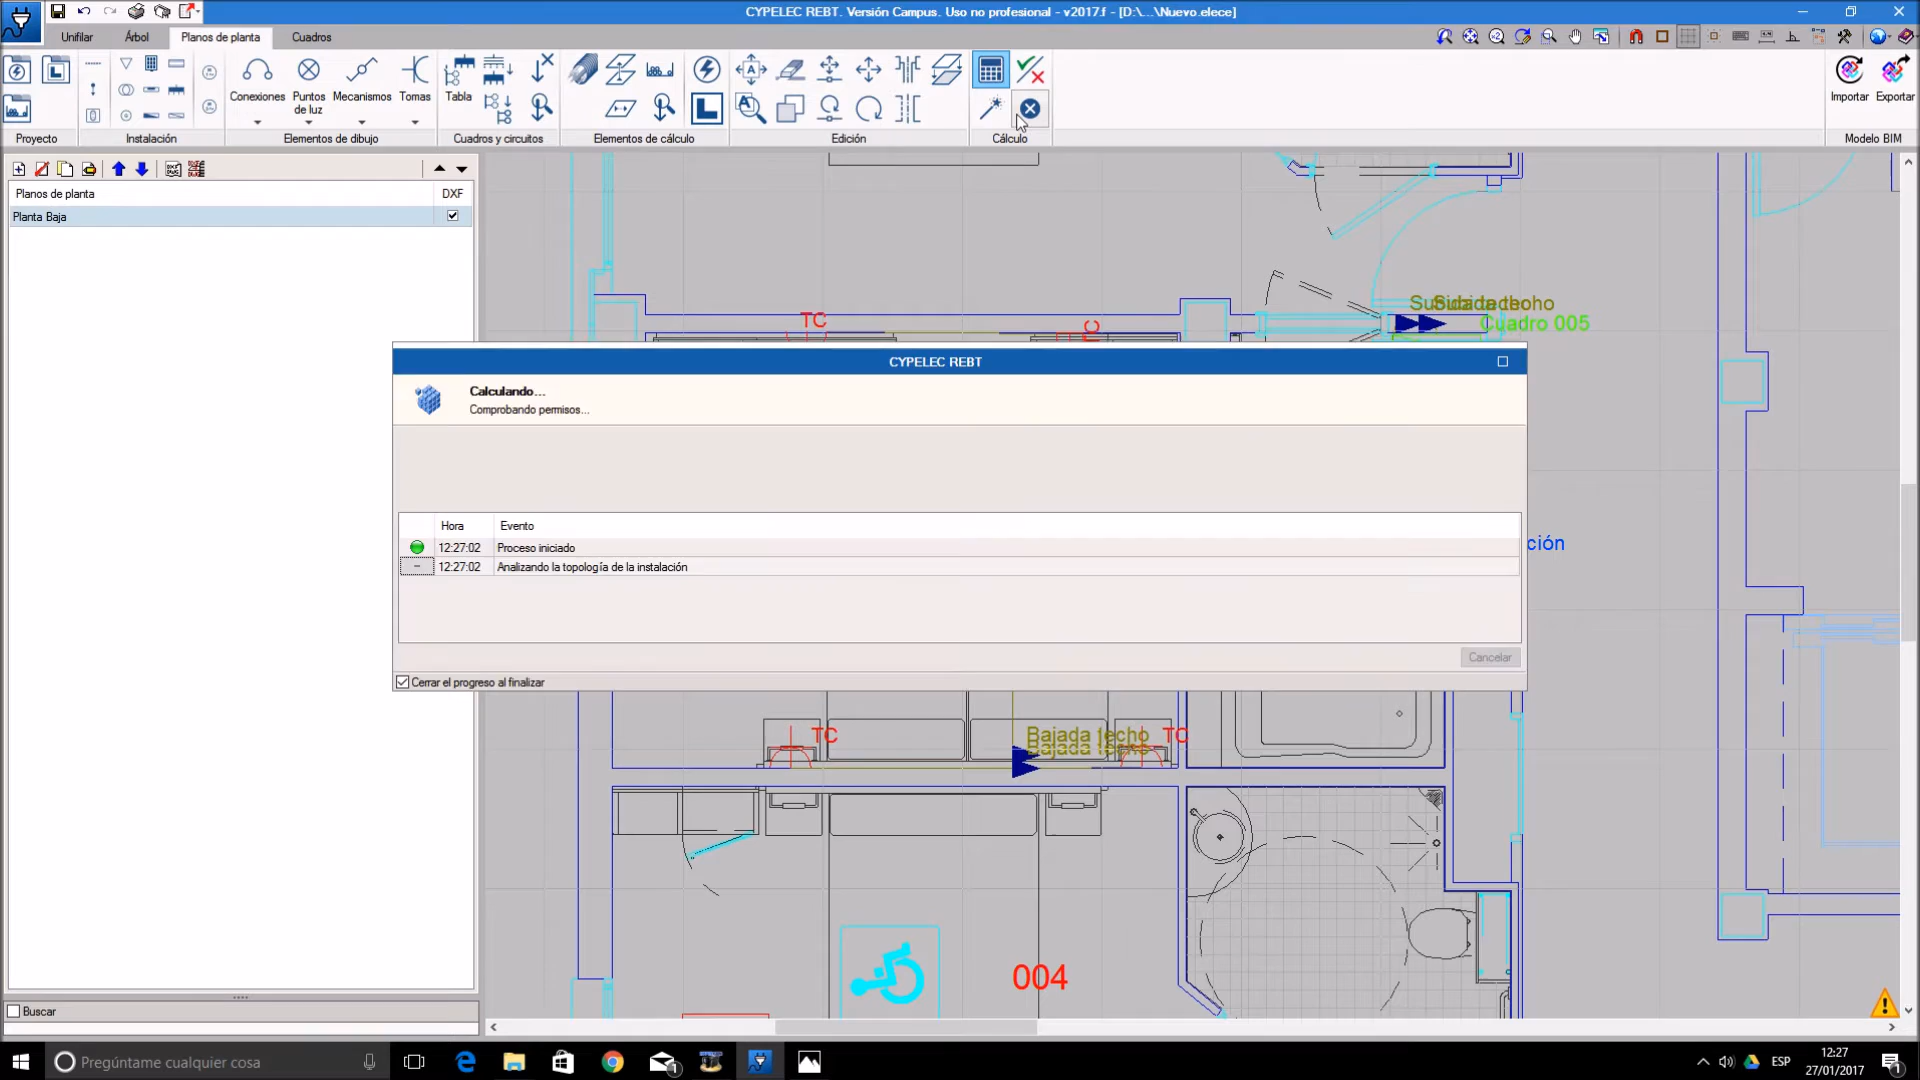 CYPELEC REBT. Versión Campus. Uso no profesional - v2017.f - [D:\...\Nuevo.elece]
Unifilar Árbol Planos de planta Cuadros
Conexiones Puntos de luz Mecanismos Tomas Tabla
Importar Exportar
Proyecto Instalación Elementos de dibujo Cuadros y circuitos Elementos de cálculo Edición Cálculo Modelo BIM
Planos de planta DXF
Planta Baja
Subida techo
Cuadro 005
TC
CYPELEC REBT
Calculando...
Comprobando permisos...
Hora Evento
12:27:02 Proceso iniciado
12:27:02 Analizando la topología de la instalación
ción
Cancelar
Cerrar el progreso al finalizar
TC
Bajada techo
Bajada techo
TC
004
Buscar
Pregúntame cualquier cosa
ESP
12:27
27/01/2017